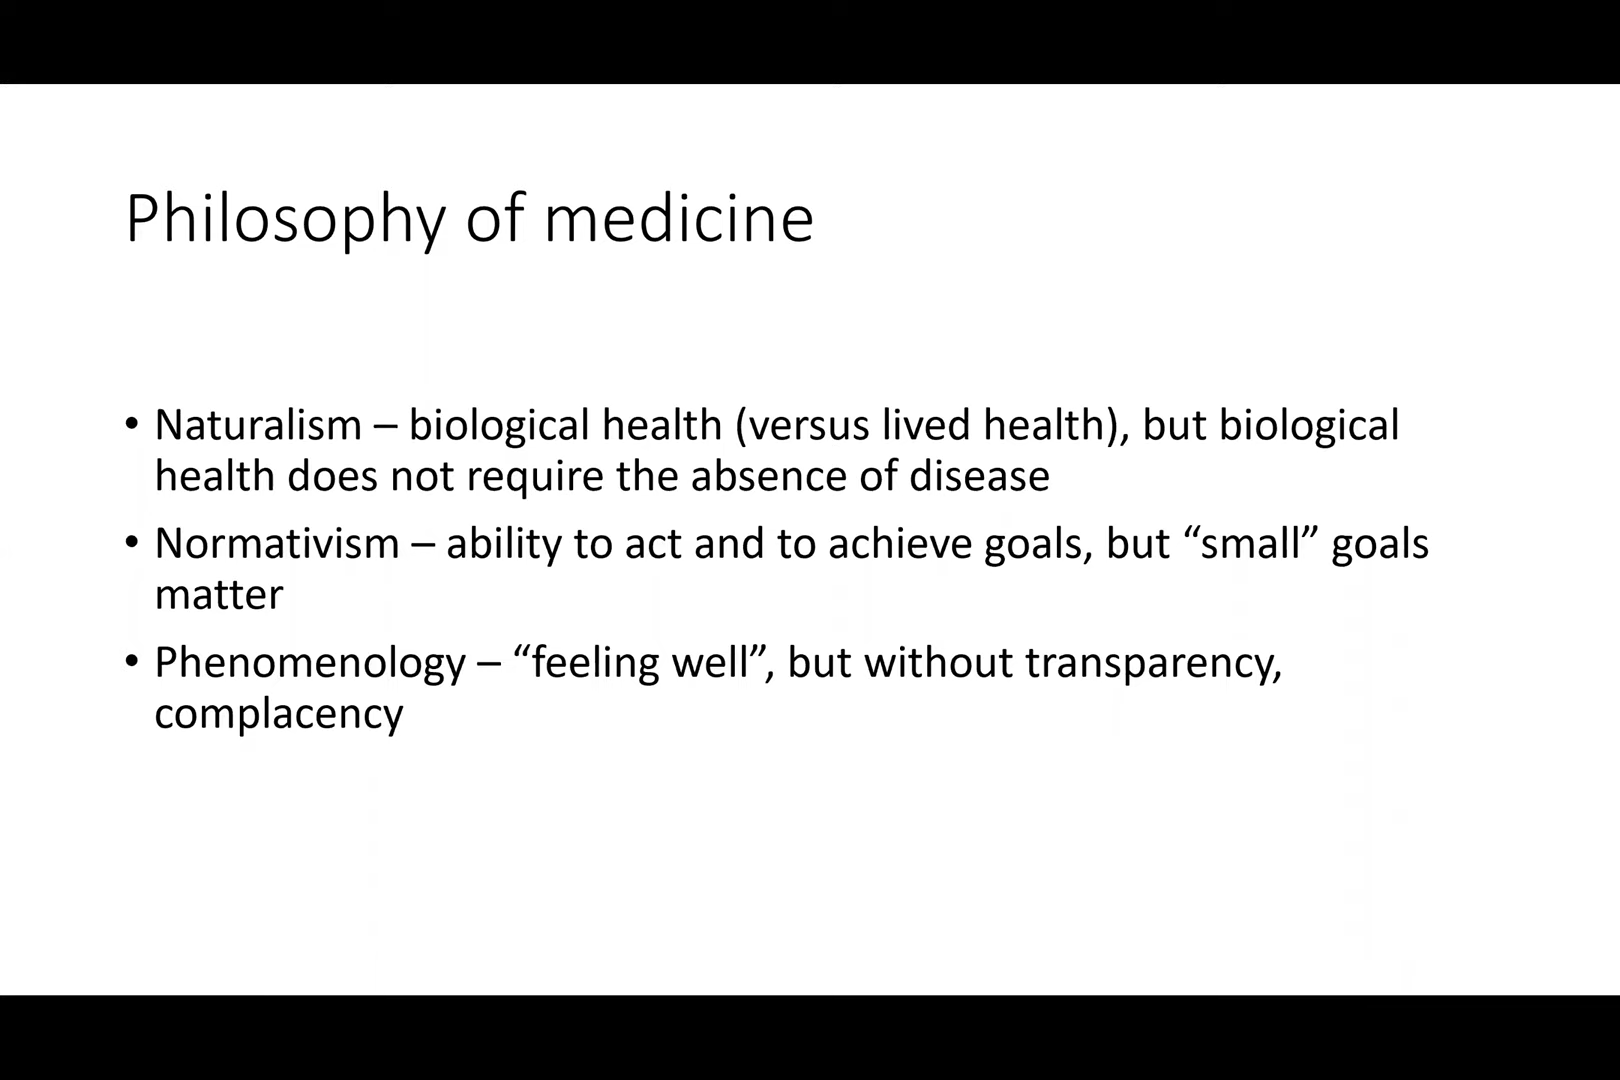 Philosophy of medicine
• Naturalism – biological health (versus lived health), but biological
health does not require the absence of disease
• Normativism – ability to act and to achieve goals, but “small” goals
matter
• Phenomenology – “feeling well”, but without transparency,
complacency